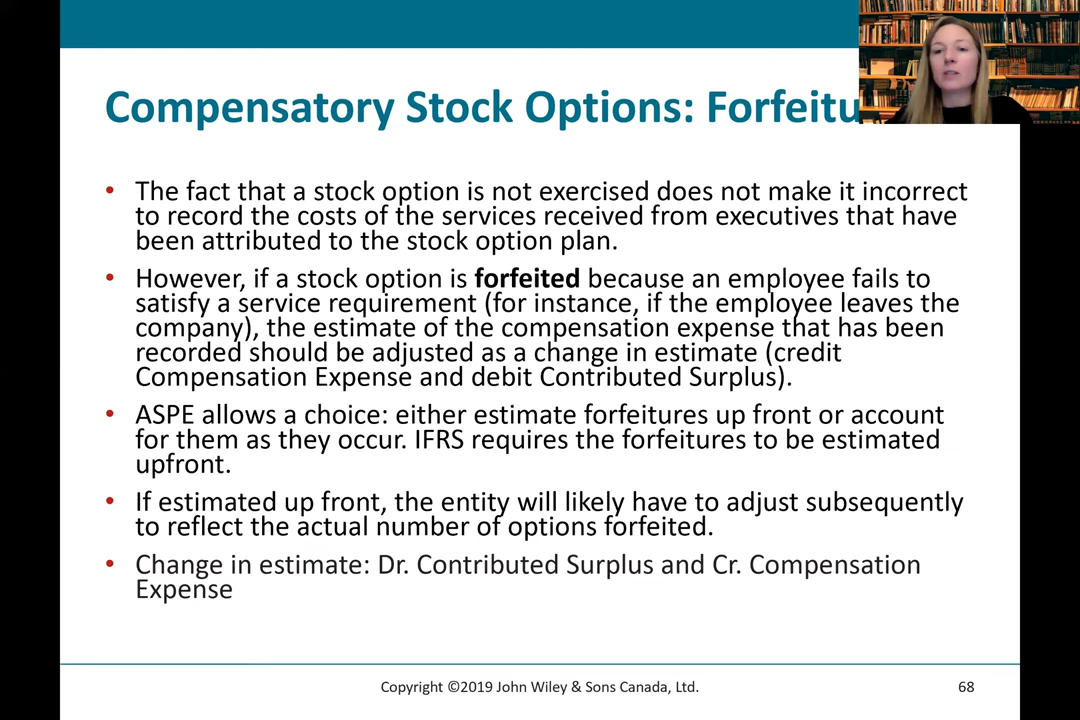 Compensatory Stock Options: Forfeitu
• The fact that a stock option is not exercised does not make it incorrect
to record the costs of the services received from executives that have
been attributed to the stock option plan.
• However, if a stock option is forfeited because an employee fails to
satisfy a service requirement (for instance, if the employee leaves the
company), the estimate of the compensation expense that has been
recorded should be adjusted as a change in estimate (credit
Compensation Expense and debit Contributed Surplus).
• ASPE allows a choice: either estimate forfeitures up front or account
for them as they occur. IFRS requires the forfeitures to be estimated
upfront.
• If estimated up front, the entity will likely have to adjust subsequently
to reflect the actual number of options forfeited.
• Change in estimate: Dr. Contributed Surplus and Cr. Compensation
Expense
Copyright ©2019 John Wiley & Sons Canada, Ltd.
68